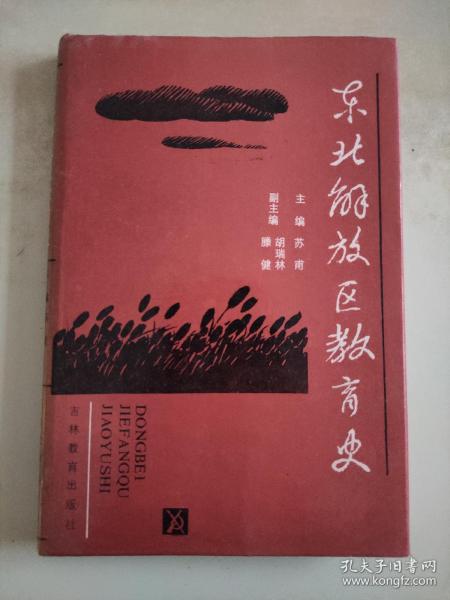 东北解放区教育史
主编 苏甫
副主编 胡瑞林
滕健
DONGBEI
JIEFANGQU
JIAOYUSHI
吉林教育出版社
孔夫子旧书网
www.kongfz.com